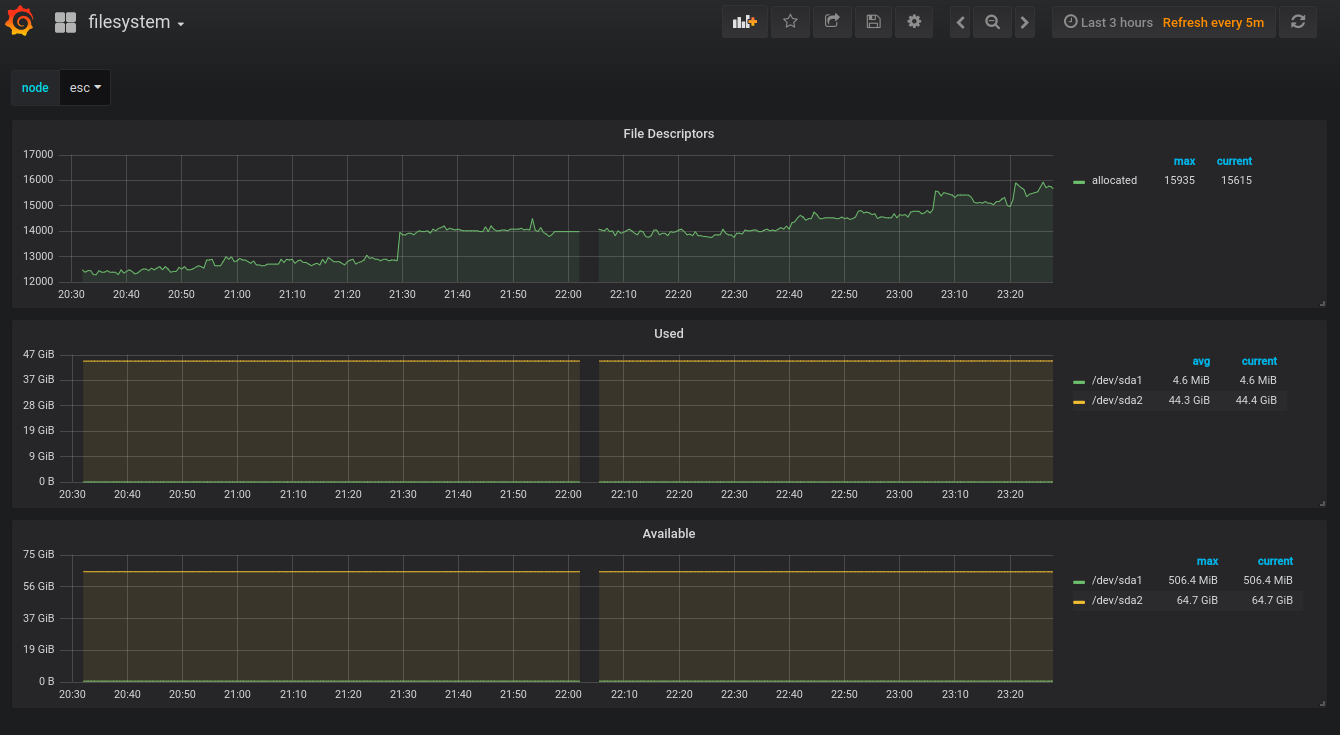 filesystem
Last 3 hours Refresh every 5m
node esc
File Descriptors
17000
16000
15000
14000
13000
12000
20:30 20:40 20:50 21:00 21:10 21:20 21:30 21:40 21:50 22:00 22:10 22:20 22:30 22:40 22:50 23:00 23:10 23:20
max current
allocated 15935 15615
Used
47 GiB
37 GiB
28 GiB
19 GiB
9 GiB
0 B
20:30 20:40 20:50 21:00 21:10 21:20 21:30 21:40 21:50 22:00 22:10 22:20 22:30 22:40 22:50 23:00 23:10 23:20
avg current
/dev/sda1 4.6 MiB 4.6 MiB
/dev/sda2 44.3 GiB 44.4 GiB
Available
75 GiB
56 GiB
37 GiB
19 GiB
0 B
20:30 20:40 20:50 21:00 21:10 21:20 21:30 21:40 21:50 22:00 22:10 22:20 22:30 22:40 22:50 23:00 23:10 23:20
max current
/dev/sda1 506.4 MiB 506.4 MiB
/dev/sda2 64.7 GiB 64.7 GiB